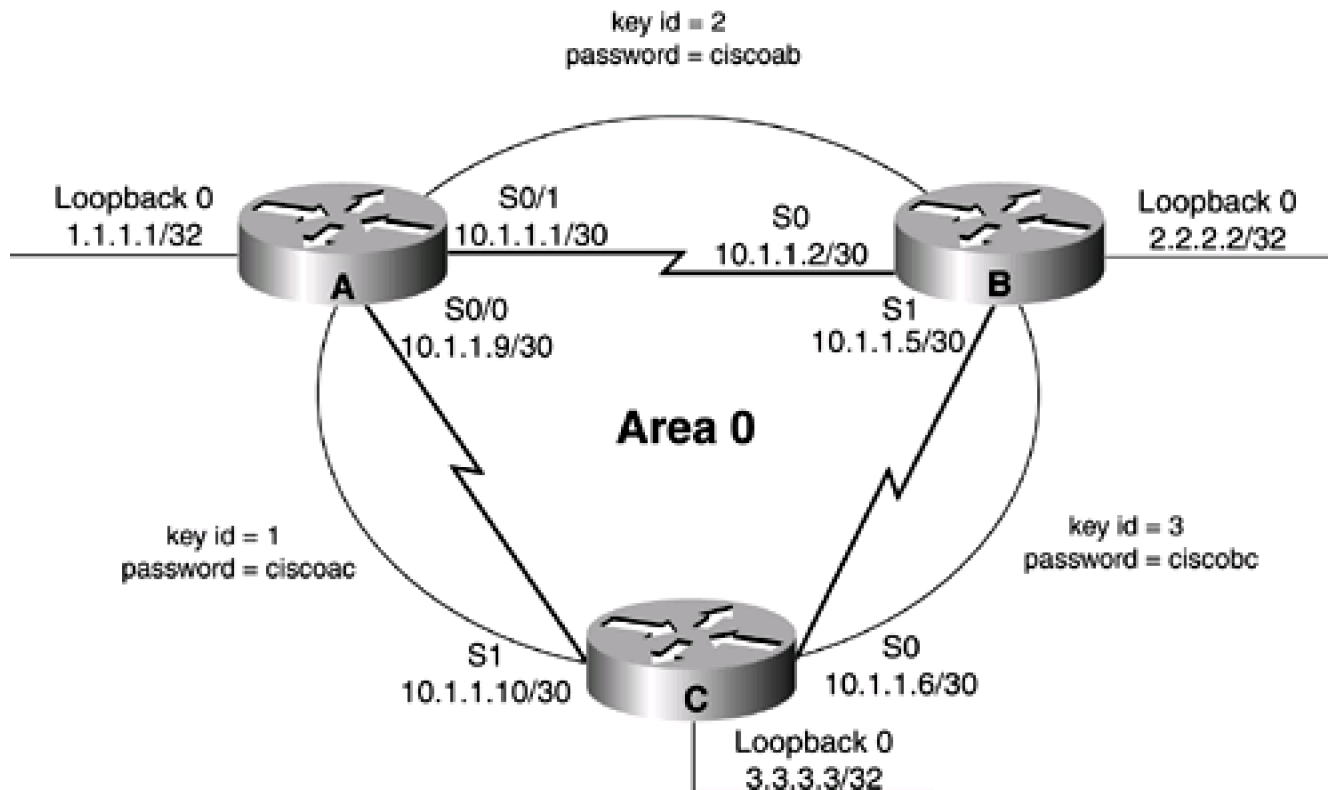 key id = 2
password = ciscoab
Loopback 0
1.1.1.1/32
S0/1
10.1.1.1/30
S0
10.1.1.2/30
Loopback 0
2.2.2.2/32
A
B
S0/0
10.1.1.9/30
S1
10.1.1.5/30
Area 0
key id = 1
password = ciscoac
key id = 3
password = ciscobc
S1
10.1.1.10/30
C
S0
10.1.1.6/30
Loopback 0
3.3.3.3/32